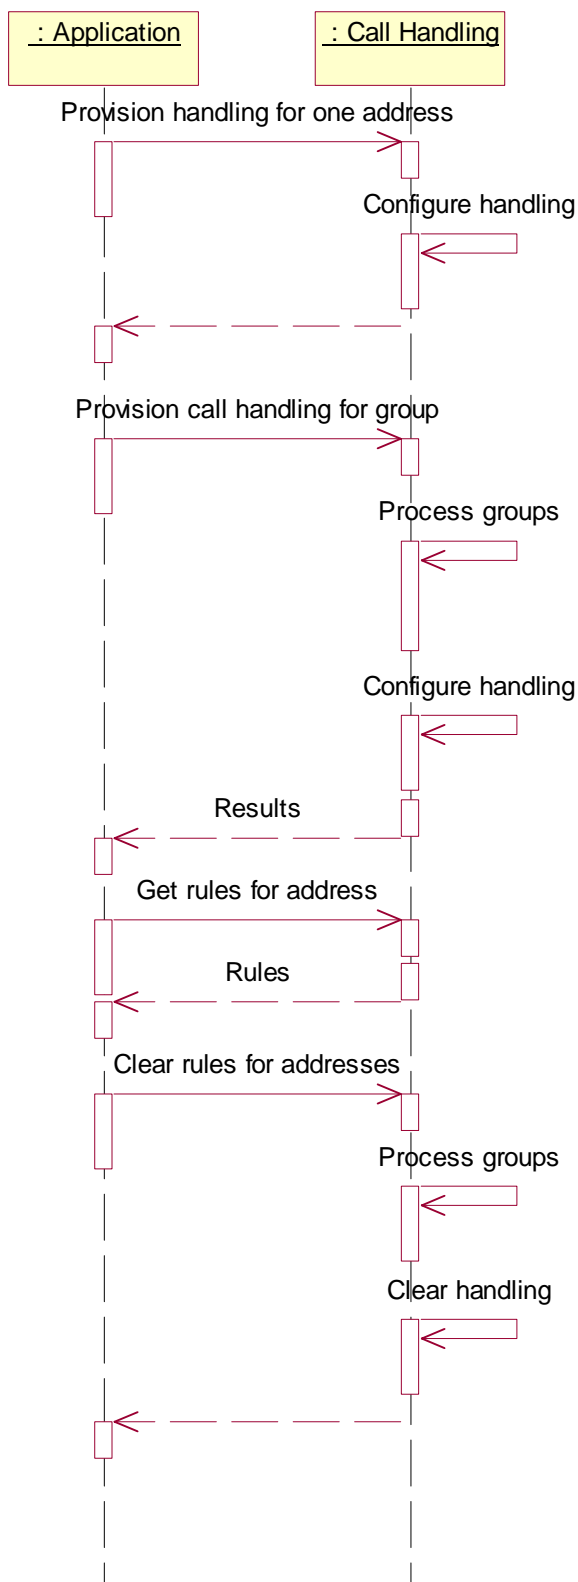 : Application
: Call Handling
Provision handling for one address
Configure handling
Provision call handling for group
Process groups
Configure handling
Results
Get rules for address
Rules
Clear rules for addresses
Process groups
Clear handling